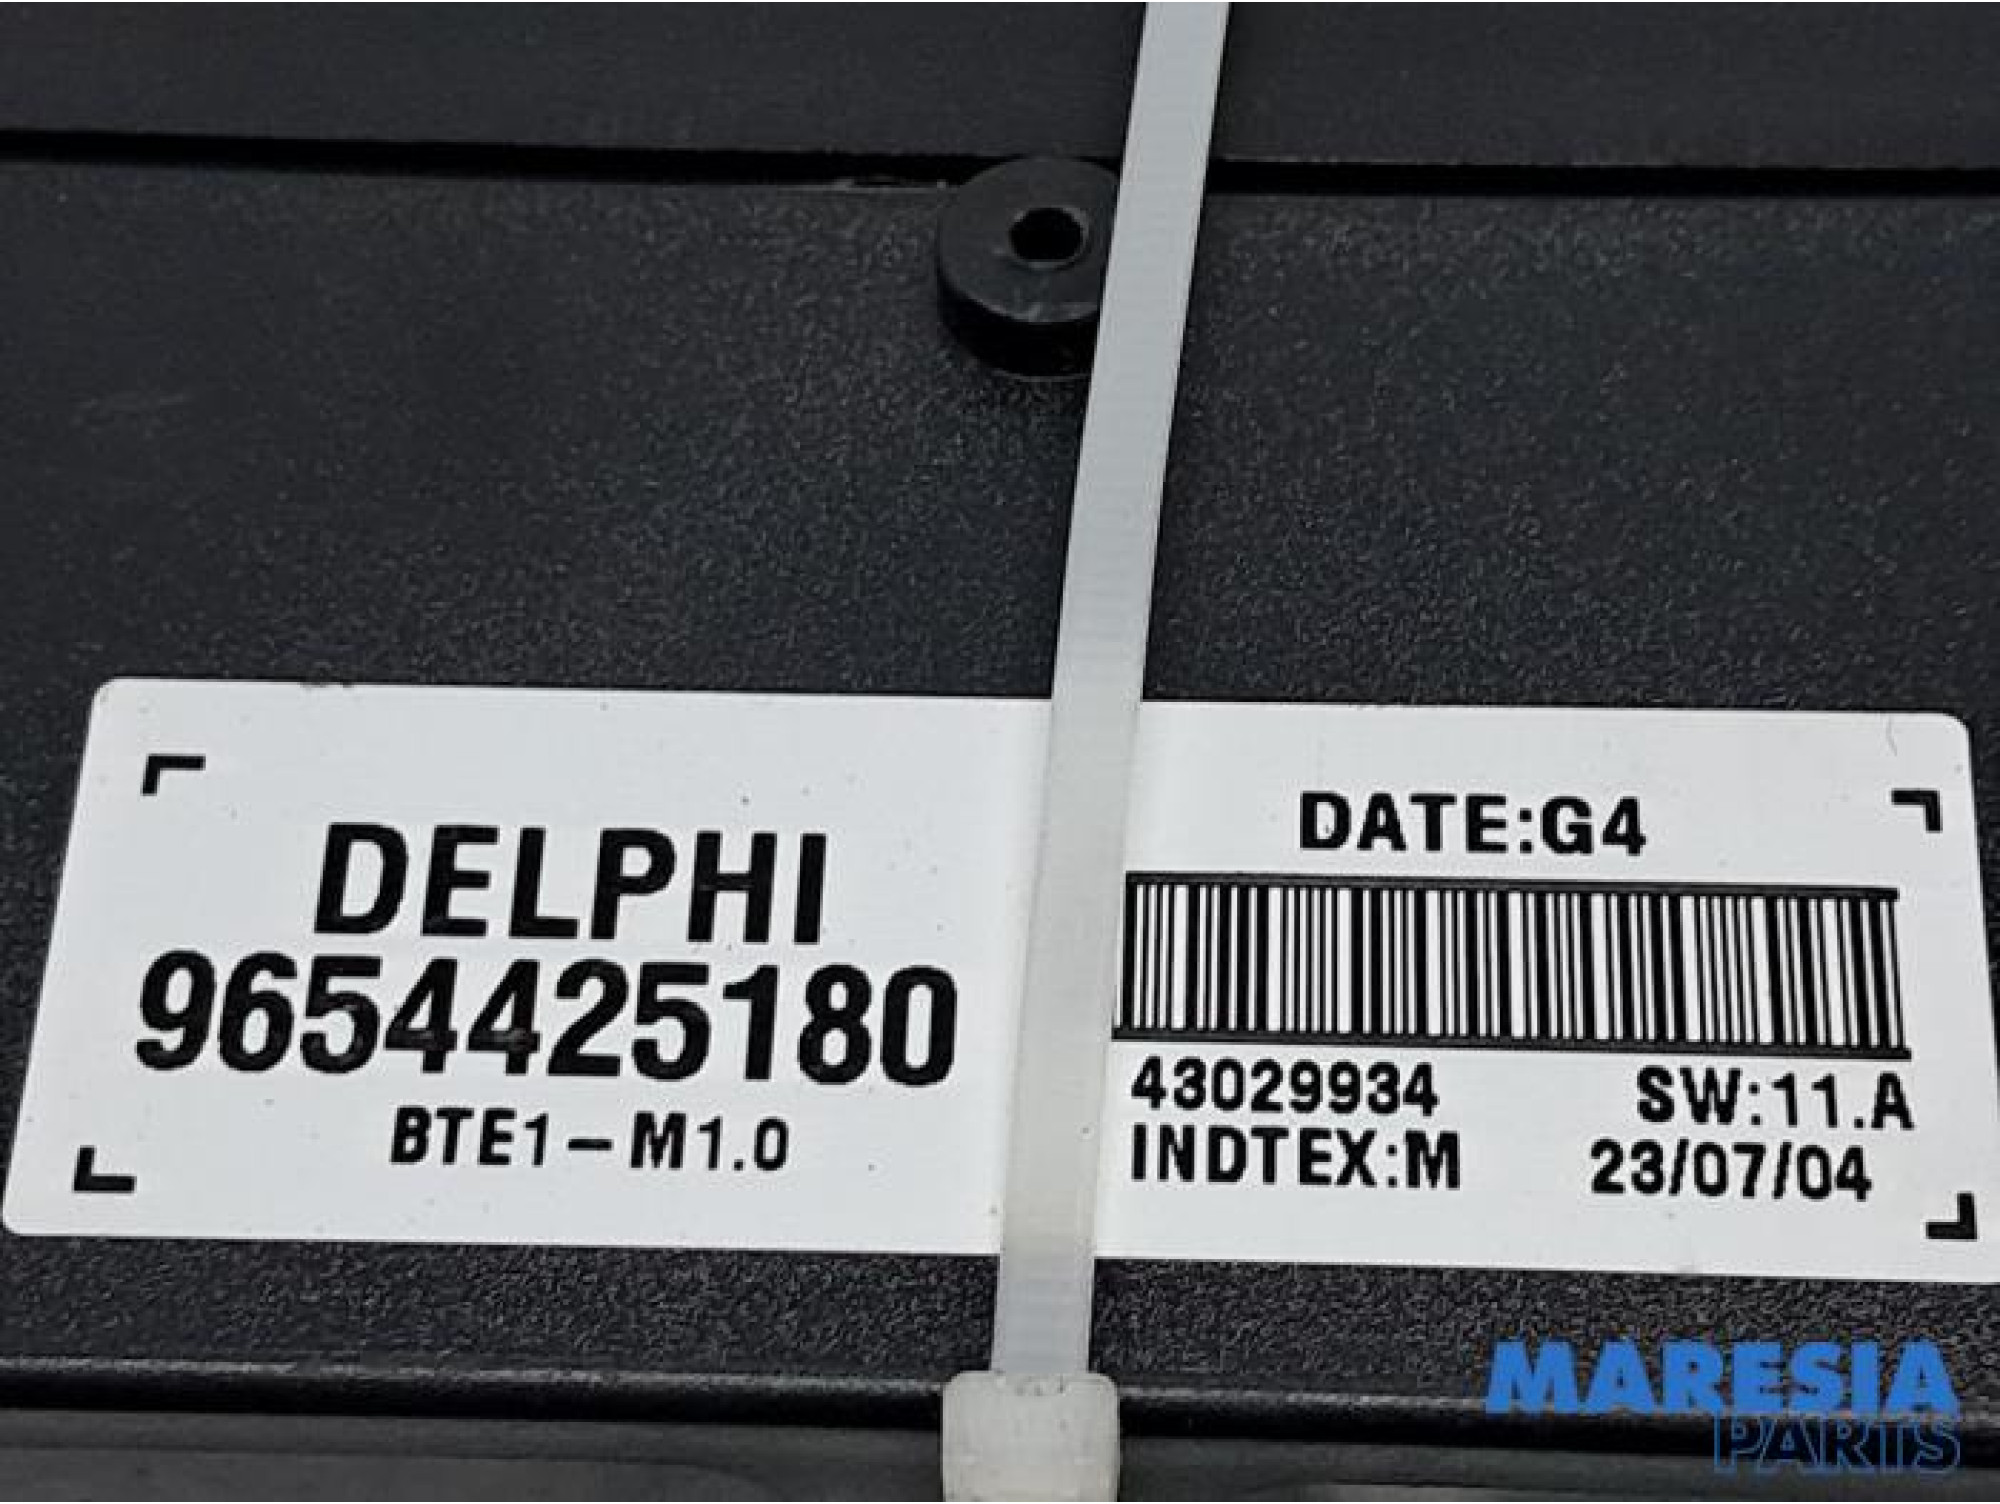 DELPHI
9654425180
BTE1-M1.0
DATE:G4
43029934 SW:11.A
INDTEX:M 23/07/04
MARESIA
PARTS